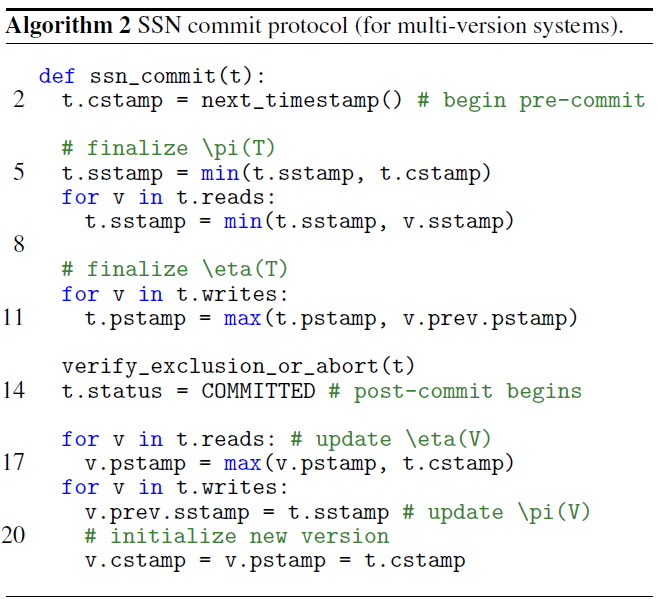 Algorithm 2 SSN commit protocol (for multi-version systems).
def ssn_commit(t):
2 t.cstamp = next_timestamp() # begin pre-commit
# finalize \pi(T)
5 t.sstamp = min(t.sstamp, t.cstamp)
for v in t.reads:
t.sstamp = min(t.sstamp, v.sstamp)
8
# finalize \eta(T)
for v in t.writes:
11 t.pstamp = max(t.pstamp, v.prev.pstamp)
verify_exclusion_or_abort(t)
14 t.status = COMMITTED # post-commit begins
for v in t.reads: # update \eta(V)
17 v.pstamp = max(v.pstamp, t.cstamp)
for v in t.writes:
v.prev.sstamp = t.sstamp # update \pi(V)
20 # initialize new version
v.cstamp = v.pstamp = t.cstamp